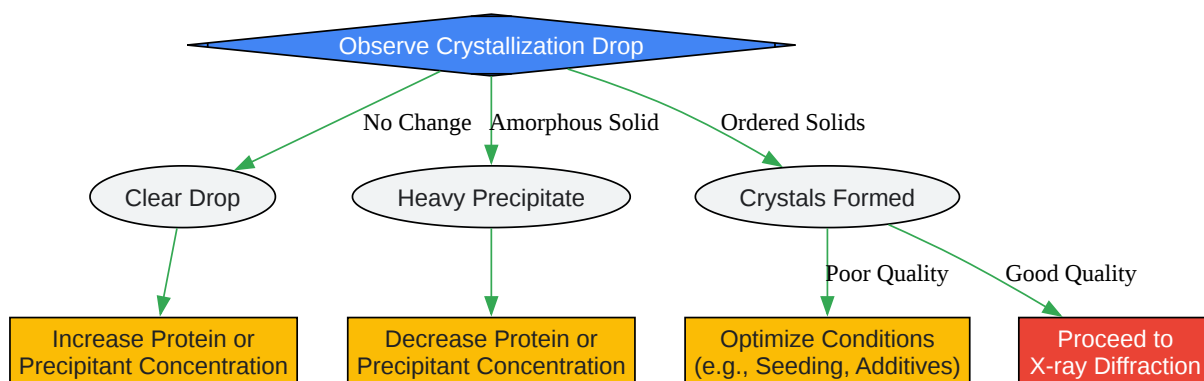 Observe Crystallization Drop
No Change
Amorphous Solid
Ordered Solids
Clear Drop
Heavy Precipitate
Crystals Formed
Poor Quality
Good Quality
Increase Protein or
Precipitant Concentration
Decrease Protein or
Precipitant Concentration
Optimize Conditions
(e.g., Seeding, Additives)
Proceed to
X-ray Diffraction